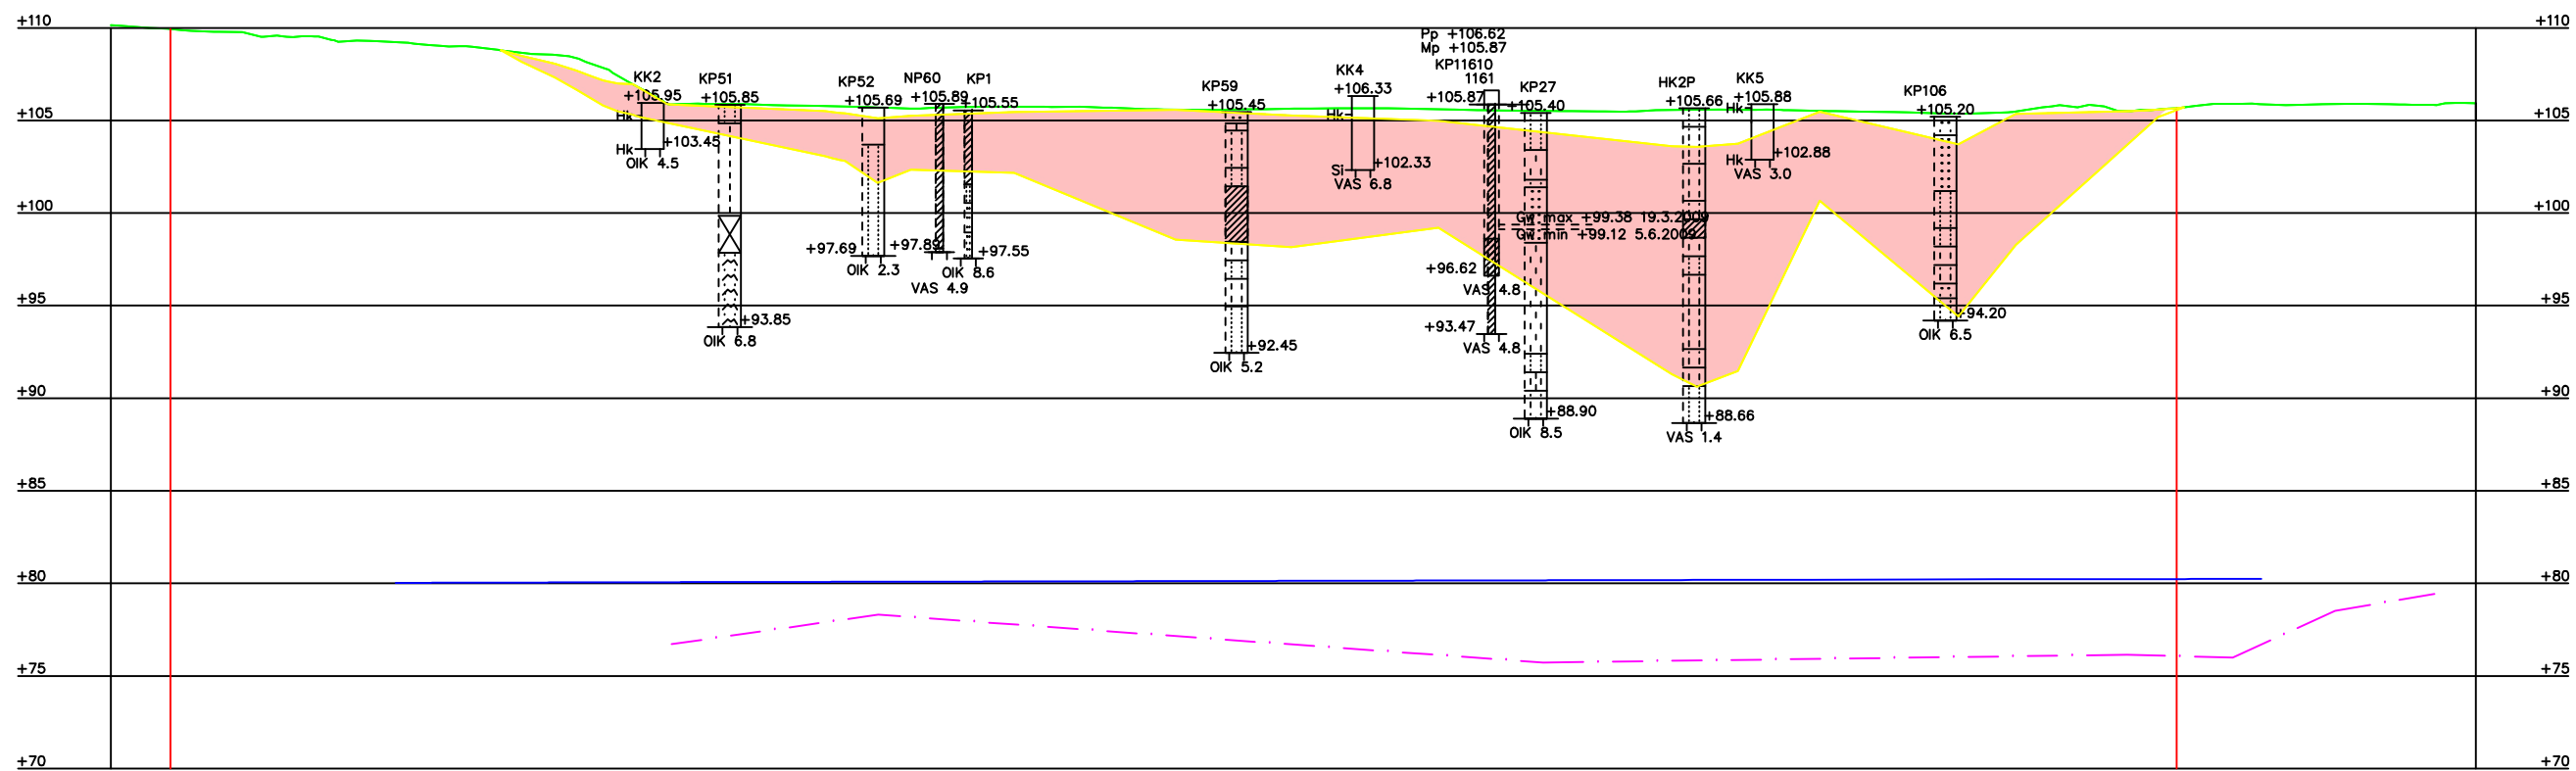 +110
+110
Pp +106.62
Mp +105.87
KP11610
1161
KK4
+106.33
KK2
+105.95
KP51
+105.85
KP52
+105.69
NP60
+105.89
KP1
+105.55
KP59
+105.45
+105.87
KP27
+105.40
HK2P
+105.66
KK5
+105.88
KP106
+105.20
+105
+105
Hk
Hk
Hk
Hk
+103.45
OIK 4.5
Si
+102.33
VAS 6.8
Hk
+102.88
VAS 3.0
+100
+100
Gw max +99.38 19.3.2009
Gw min +99.12 5.6.2009
+97.69
OIK 2.3
+97.89
VAS 4.9
+97.55
OIK 8.6
+96.62
VAS 4.8
+95
+95
+93.85
OIK 6.8
+94.20
OIK 6.5
+93.47
VAS 4.8
+92.45
OIK 5.2
+90
+90
+88.90
OIK 8.5
+88.66
VAS 1.4
+85
+85
+80
+80
+75
+75
+70
+70